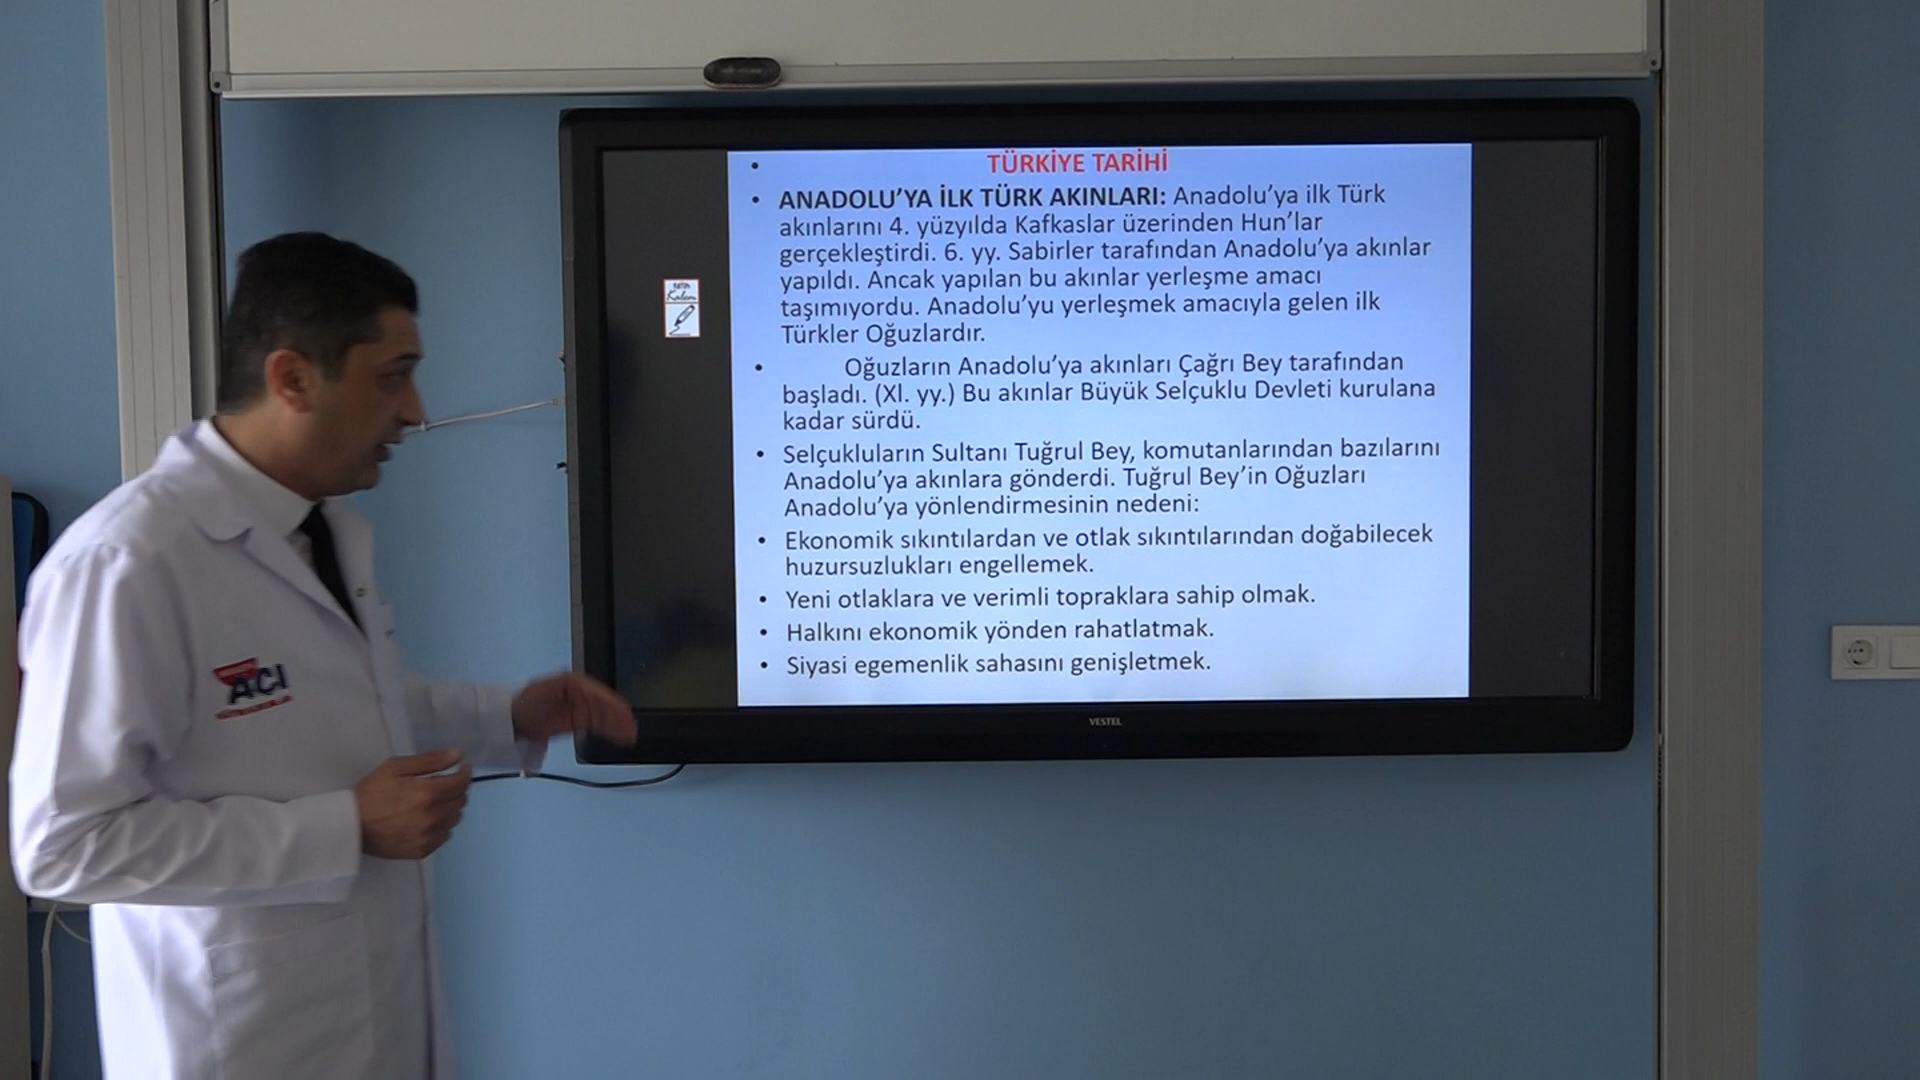 TÜRKİYE TARİHİ
ANADOLU'YA İLK TÜRK AKINLARI: Anadolu'ya ilk Türk
akınlarını 4. yüzyılda Kafkaslar üzerinden Hun'lar
gerçekleştirdi. 6. yy. Sabirler tarafından Anadolu'ya akınlar
yapıldı. Ancak yapılan bu akınlar yerleşme amacı
taşımıyordu. Anadolu'yu yerleşmek amacıyla gelen ilk
Türkler Oğuzlardır.
Oğuzların Anadolu'ya akınları Çağrı Bey tarafından
başladı. (Xl. yy.) Bu akınlar Büyük Selçuklu Devleti kurulana
kadar sürdü.
Selçukluların Sultanı Tuğrul Bey, komutanlarından bazılarını
Anadolu'ya akınlara gönderdi. Tuğrul Bey'in Oğuzları
Anadolu'ya yönlendirmesinin nedeni:
Ekonomik sıkıntılardan ve otlak sıkıntılarından doğabilecek
huzursuzlukları engellemek.
Yeni otlaklara ve verimli topraklara sahip olmak.
Halkını ekonomik yönden rahatlatmak.
Siyasi egemenlik sahasını genişletmek.
Kalem
VESTEL
AÇI